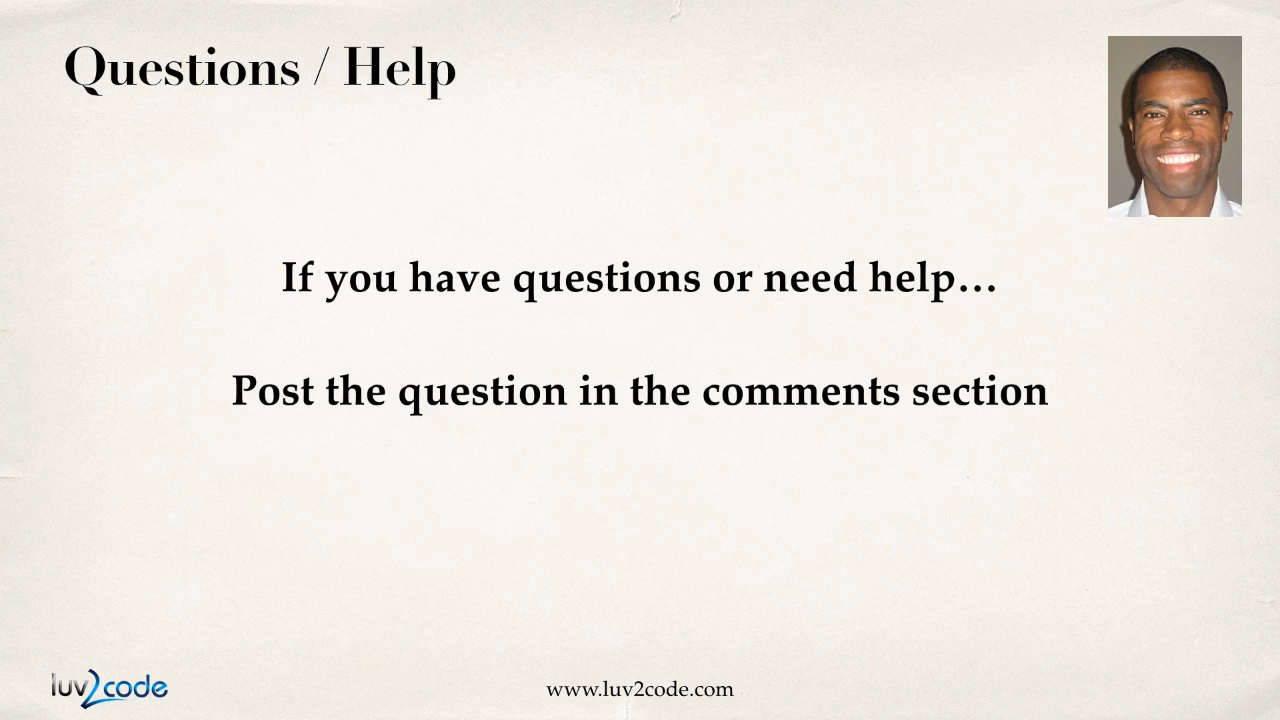 Questions / Help
If you have questions or need help…
Post the question in the comments section
luv2code
www.luv2code.com